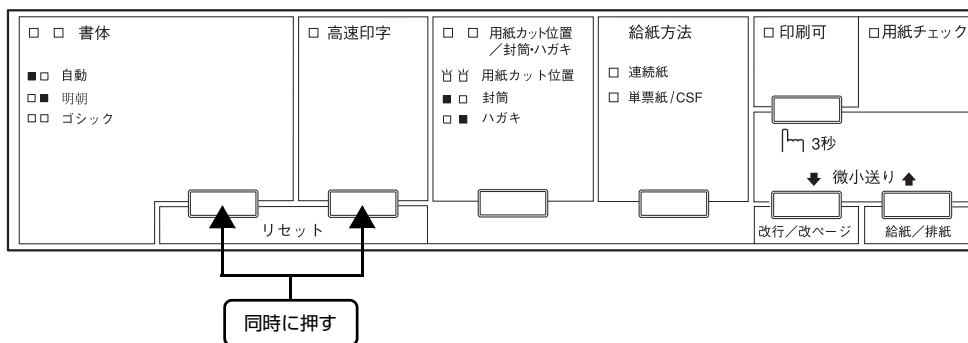 書体
自動
明朝
ゴシック
高速印字
用紙カット位置
／封筒・ハガキ
用紙カット位置
封筒
ハガキ
給紙方法
連続紙
単票紙/CSF
印刷可
用紙チェック
3秒
微小送り
リセット
改行／改ページ
給紙／排紙
同時に押す